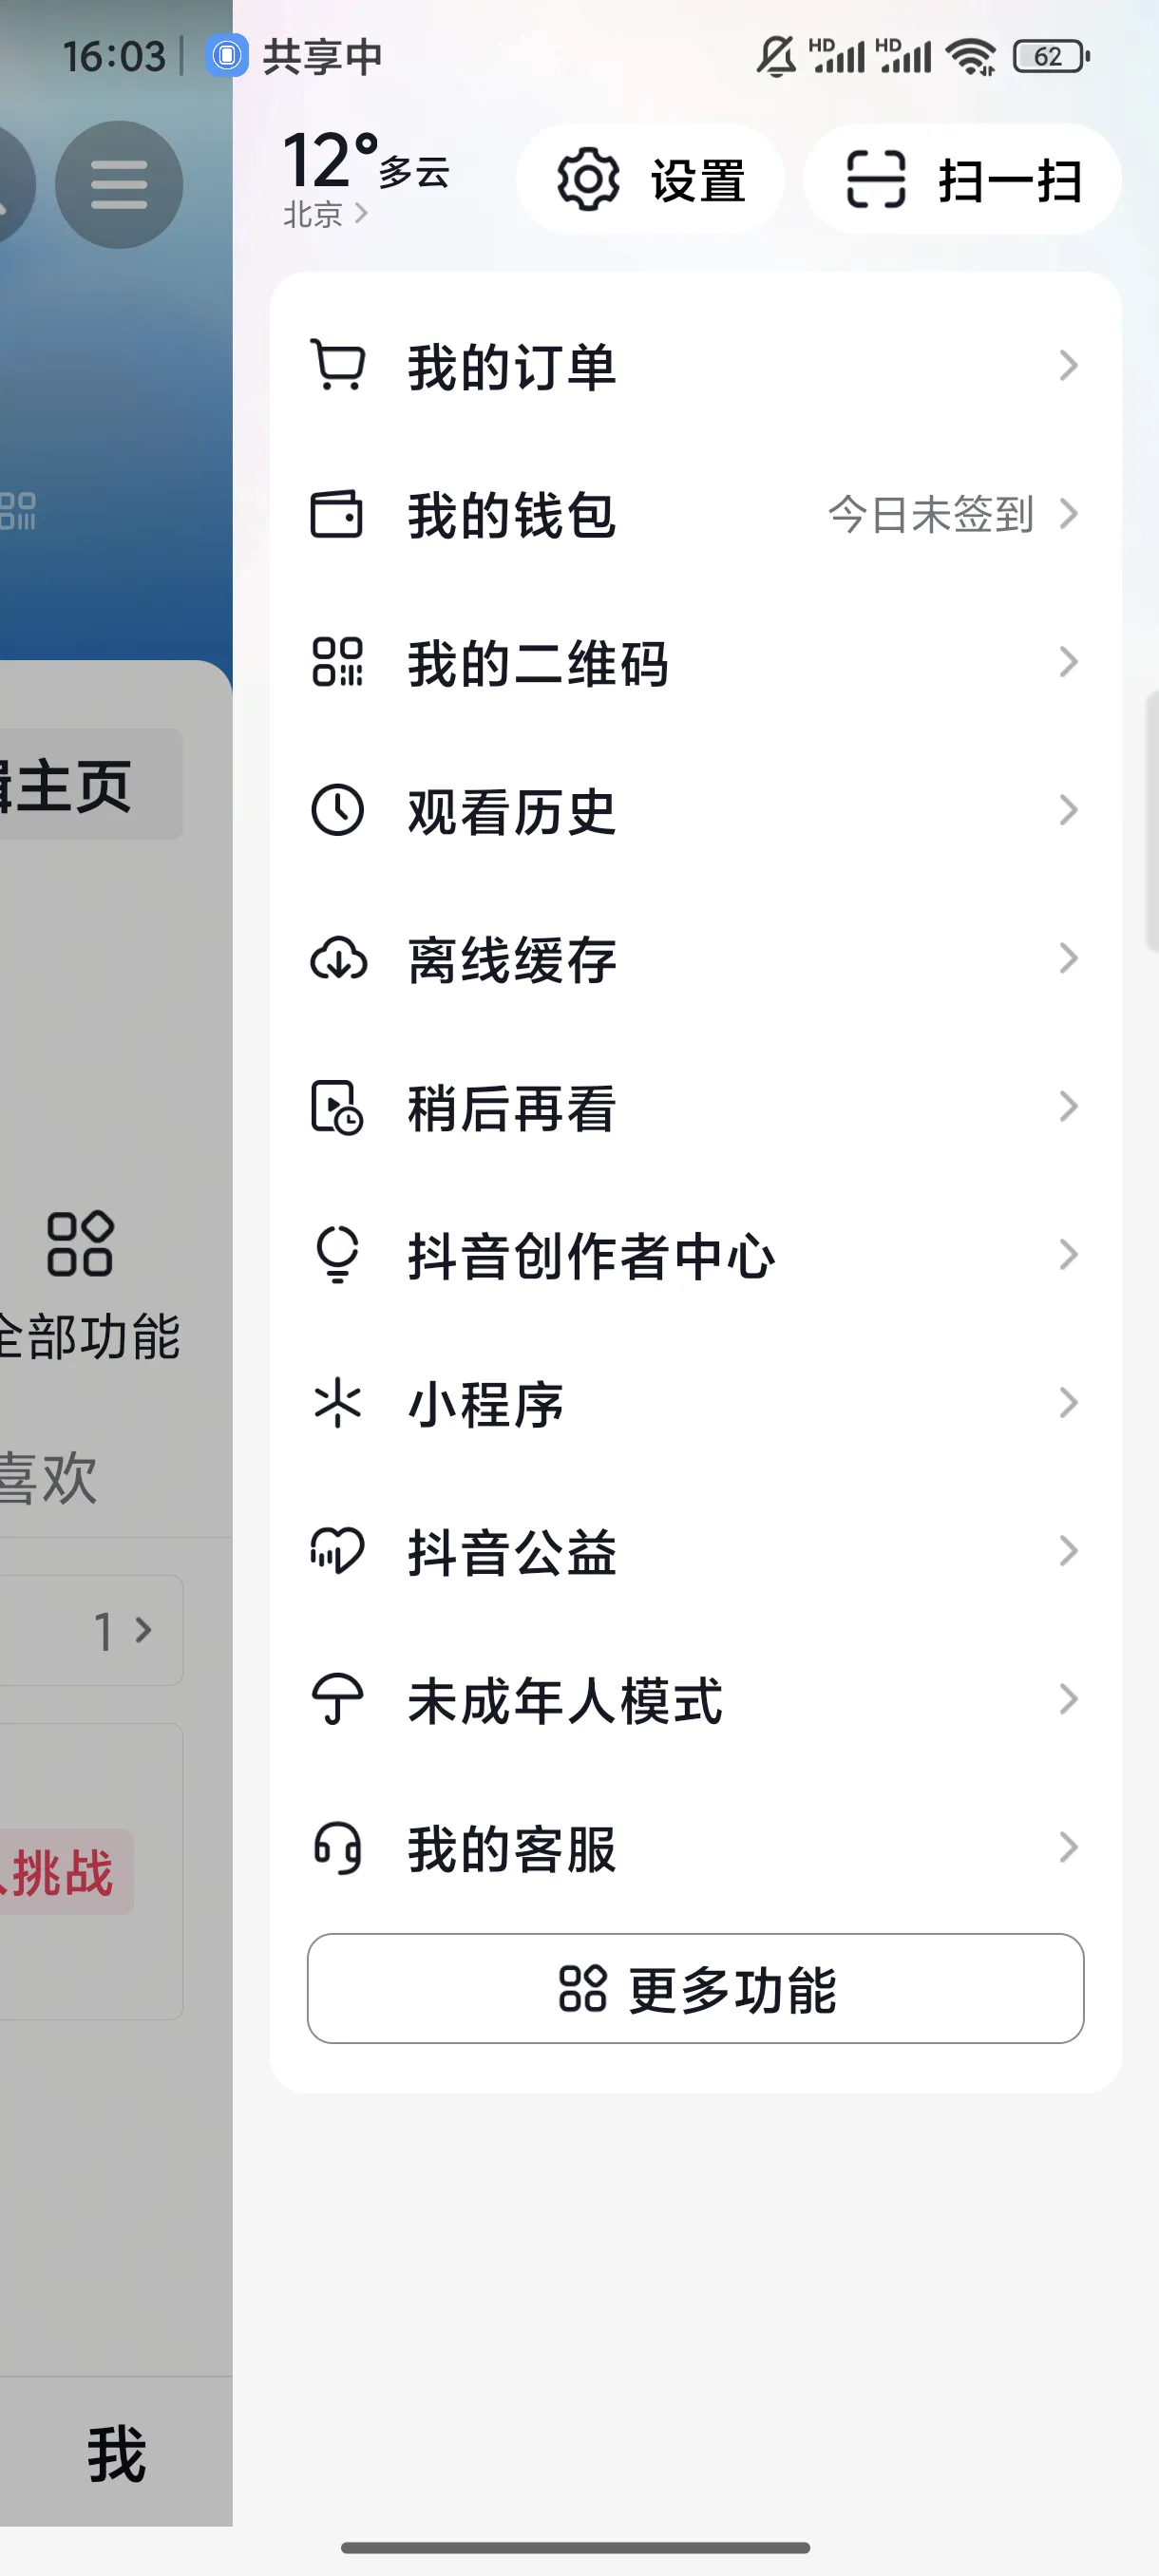 16:03
共享中
HD
HD
62
12°
多云
北京
设置
扫一扫
我的订单
我的钱包
今日未签到
我的二维码
主页
观看历史
离线缓存
稍后再看
抖音创作者中心
全部功能
小程序
喜欢
抖音公益
1
未成年人模式
挑战
我的客服
更多功能
我